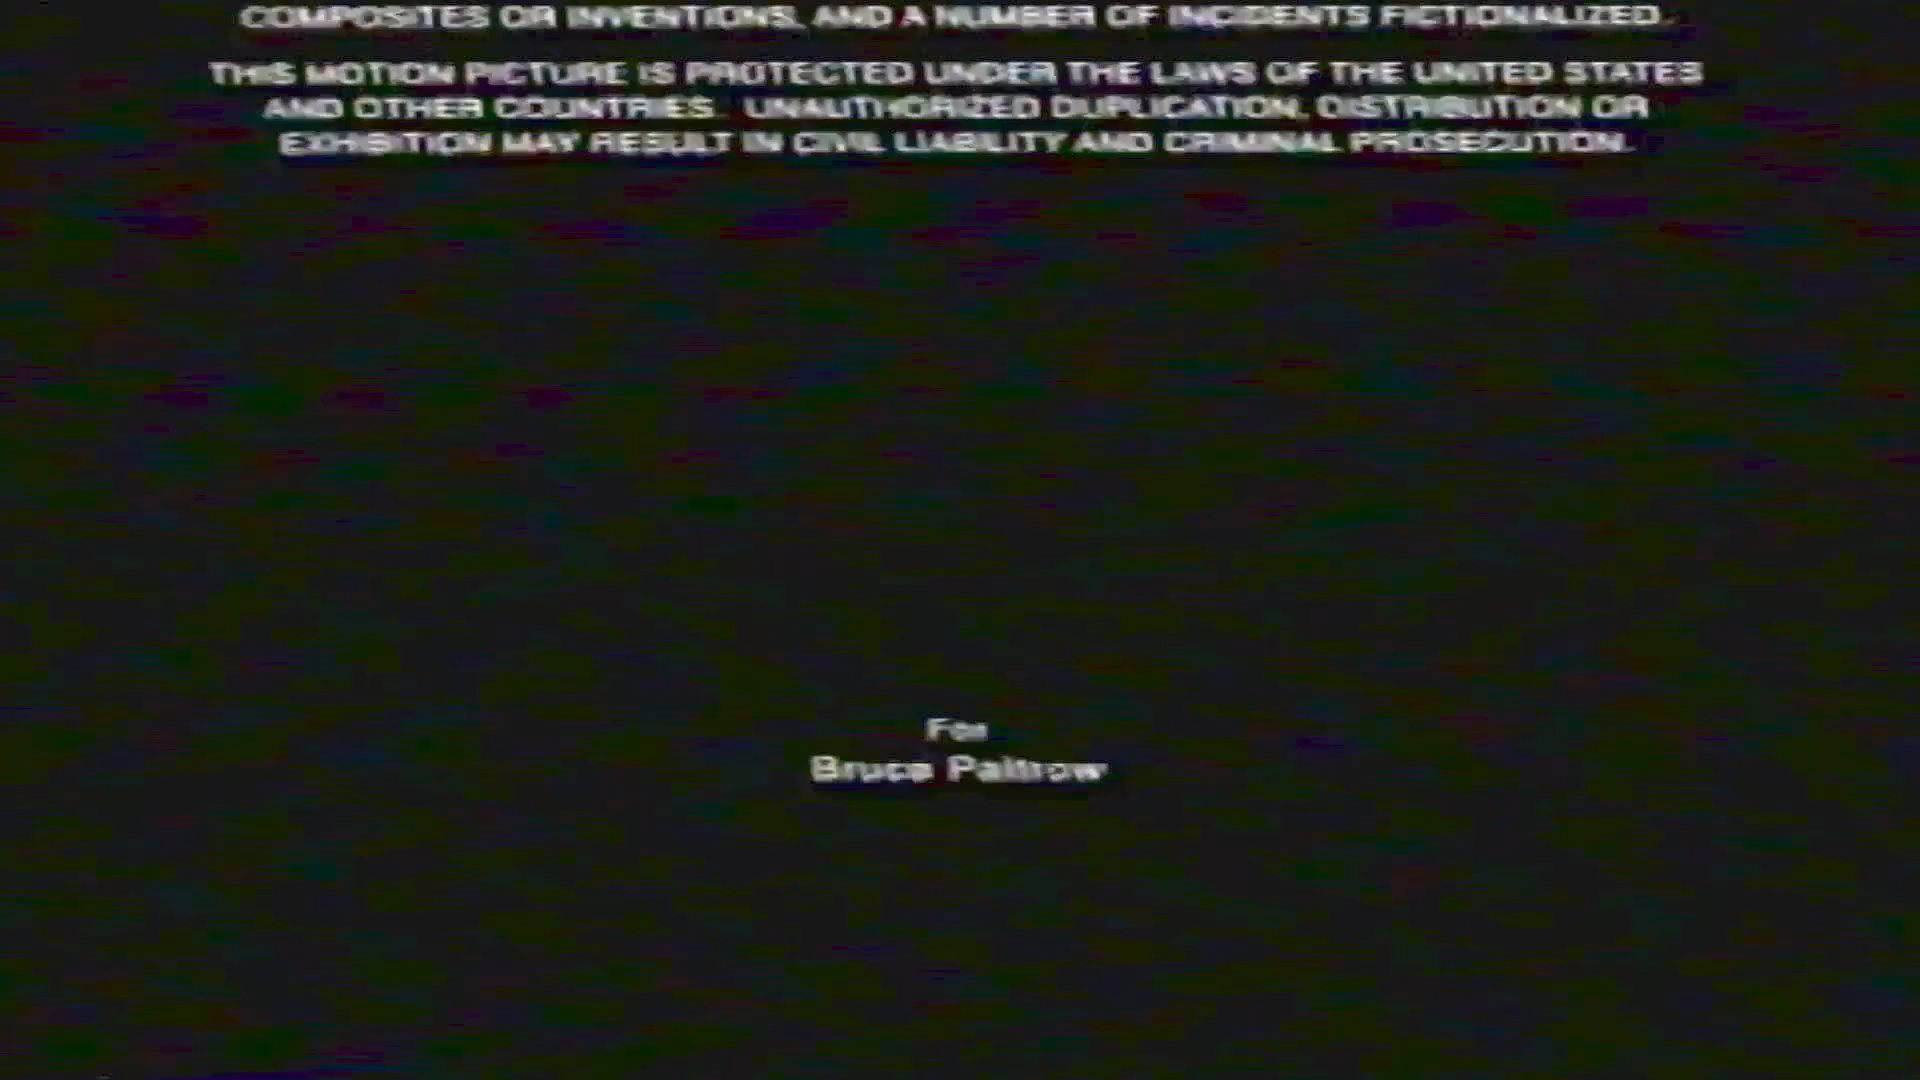 COMPOSITES OR INVENTIONS, AND A NUMBER OF INCIDENTS FICTIONALIZED.
THIS MOTION PICTURE IS PROTECTED UNDER THE LAWS OF THE UNITED STATES
AND OTHER COUNTRIES. UNAUTHORIZED DUPLICATION, DISTRIBUTION OR
EXHIBITION MAY RESULT IN CIVIL LIABILITY AND CRIMINAL PROSECUTION.
For
Bruce Paltrow